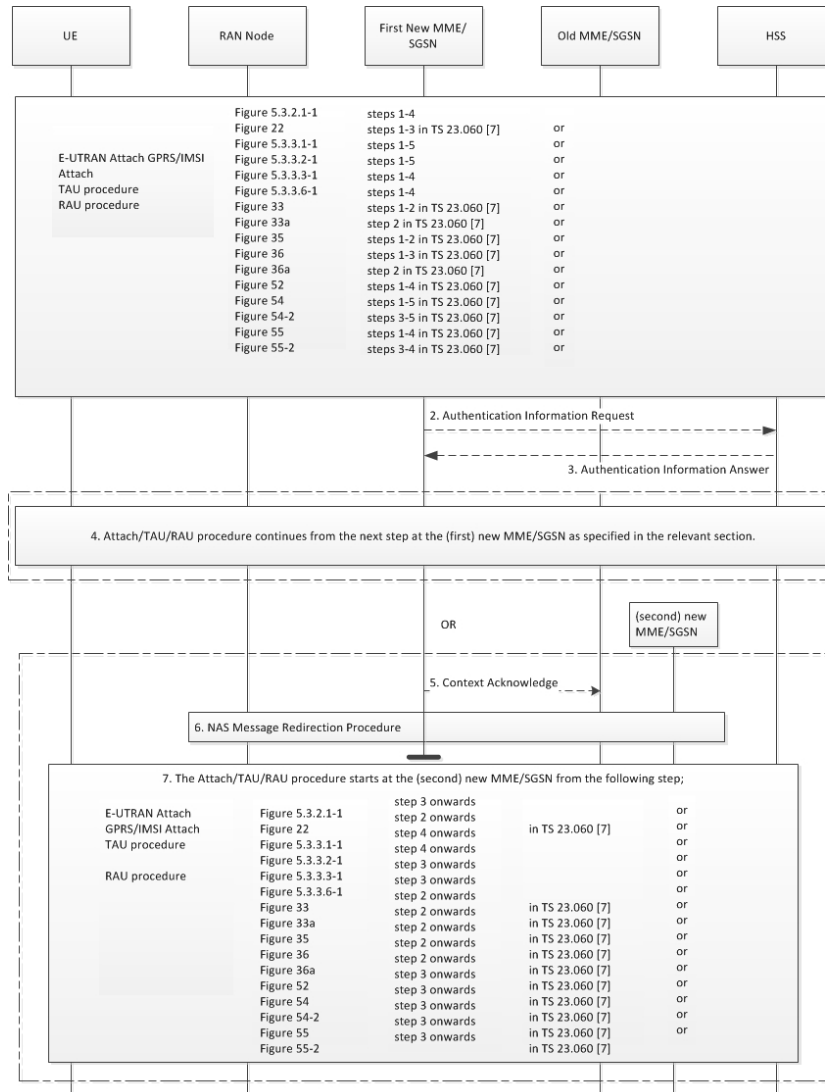 UE
RAN Node
First New MME/
SGSN
Old MME/SGSN
HSS
Figure 5.3.2.1-1 steps 1-4
Figure 22 steps 1-3 in TS 23.060 [7] or
Figure 5.3.3.1-1 steps 1-5 or
E-UTRAN Attach GPRS/IMSI Figure 5.3.3.2-1 steps 1-5 or
Attach Figure 5.3.3.3-1 steps 1-4 or
TAU procedure Figure 5.3.3.6-1 steps 1-4 or
RAU procedure Figure 33 steps 1-2 in TS 23.060 [7] or
Figure 33a step 2 in TS 23.060 [7] or
Figure 35 steps 1-2 in TS 23.060 [7] or
Figure 36 steps 1-3 in TS 23.060 [7] or
Figure 36a step 2 in TS 23.060 [7] or
Figure 52 steps 1-4 in TS 23.060 [7] or
Figure 54 steps 1-5 in TS 23.060 [7] or
Figure 54-2 steps 3-5 in TS 23.060 [7] or
Figure 55 steps 1-4 in TS 23.060 [7] or
Figure 55-2 steps 3-4 in TS 23.060 [7] or
2. Authentication Information Request
3. Authentication Information Answer
4. Attach/TAU/RAU procedure continues from the next step at the (first) new MME/SGSN as specified in the relevant section.
OR
(second) new
MME/SGSN
5. Context Acknowledge
6. NAS Message Redirection Procedure
7. The Attach/TAU/RAU procedure starts at the (second) new MME/SGSN from the following step;
step 3 onwards
E-UTRAN Attach Figure 5.3.2.1-1 step 2 onwards or
GPRS/IMSI Attach Figure 22 step 4 onwards in TS 23.060 [7] or
TAU procedure Figure 5.3.3.1-1 step 4 onwards or
Figure 5.3.3.2-1 step 3 onwards or
RAU procedure Figure 5.3.3.3-1 step 3 onwards or
Figure 5.3.3.6-1 step 2 onwards or
Figure 33 step 2 onwards in TS 23.060 [7] or
Figure 33a step 2 onwards in TS 23.060 [7] or
Figure 35 step 2 onwards in TS 23.060 [7] or
Figure 36 step 2 onwards in TS 23.060 [7] or
Figure 36a step 3 onwards in TS 23.060 [7] or
Figure 52 step 3 onwards in TS 23.060 [7] or
Figure 54 step 3 onwards in TS 23.060 [7] or
Figure 54-2 step 3 onwards in TS 23.060 [7] or
Figure 55 step 3 onwards in TS 23.060 [7] or
Figure 55-2 in TS 23.060 [7]